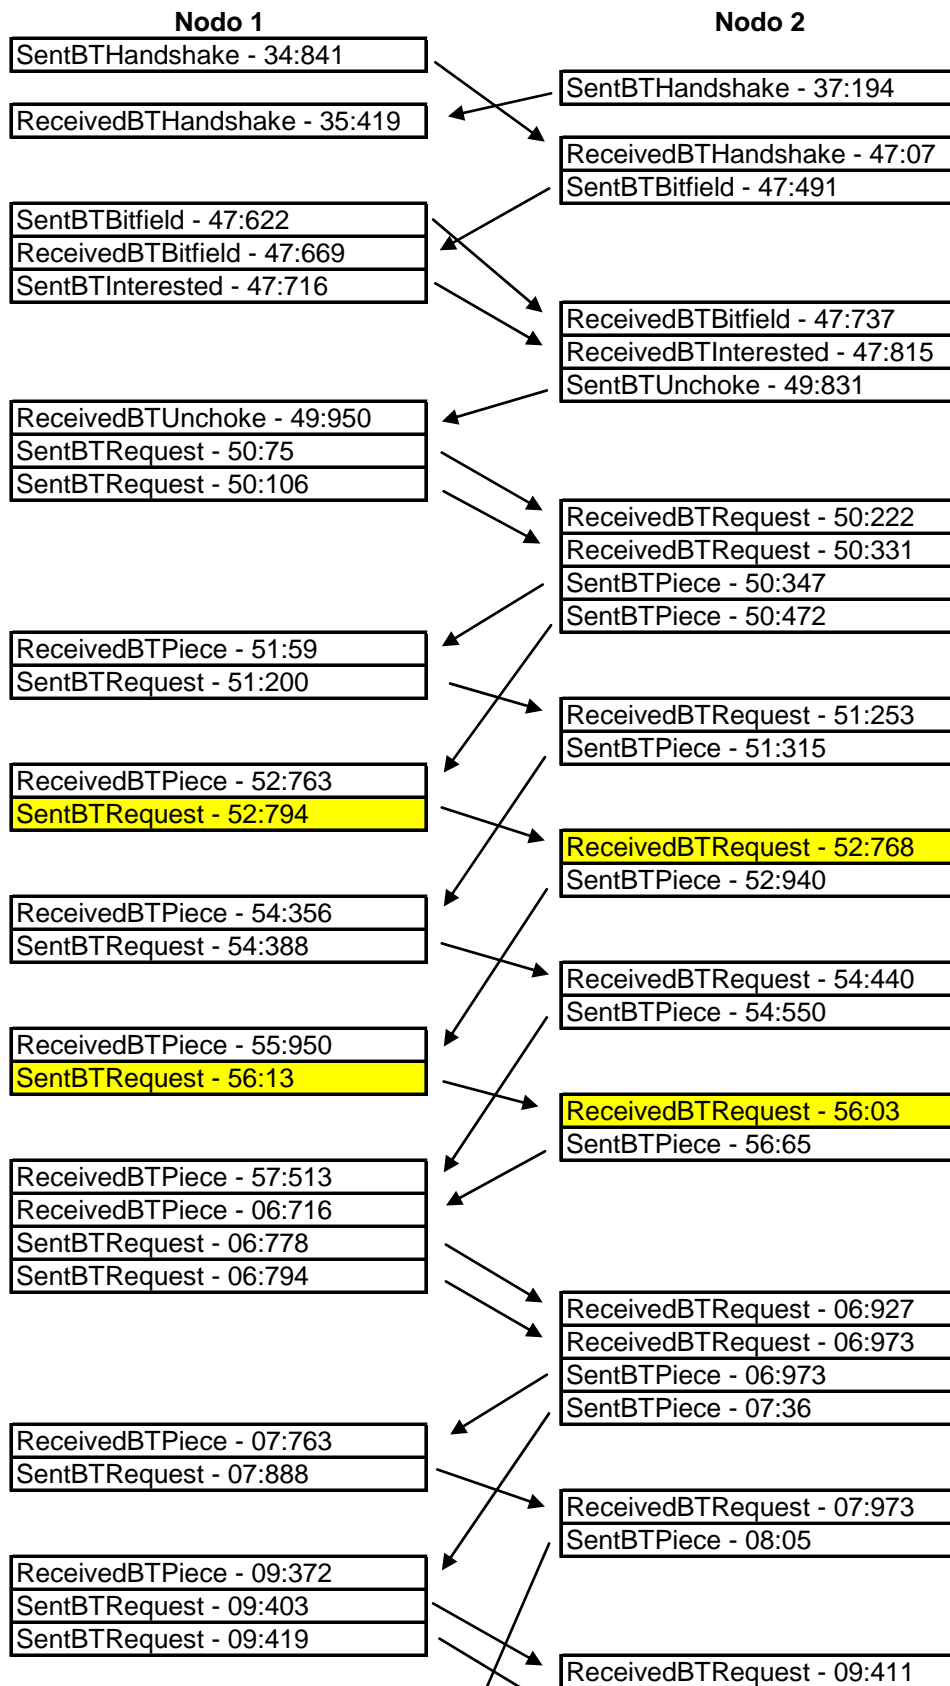 Nodo 1
Nodo 2
SentBTHandshake - 34:841
SentBTHandshake - 37:194
ReceivedBTHandshake - 35:419
ReceivedBTHandshake - 47:07
SentBTBitfield - 47:491
SentBTBitfield - 47:622
ReceivedBTBitfield - 47:669
SentBTInterested - 47:716
ReceivedBTBitfield - 47:737
ReceivedBTInterested - 47:815
SentBTUnchoke - 49:831
ReceivedBTUnchoke - 49:950
SentBTRequest - 50:75
SentBTRequest - 50:106
ReceivedBTRequest - 50:222
ReceivedBTRequest - 50:331
SentBTPiece - 50:347
SentBTPiece - 50:472
ReceivedBTPiece - 51:59
SentBTRequest - 51:200
ReceivedBTRequest - 51:253
SentBTPiece - 51:315
ReceivedBTPiece - 52:763
SentBTRequest - 52:794
ReceivedBTRequest - 52:768
SentBTPiece - 52:940
ReceivedBTPiece - 54:356
SentBTRequest - 54:388
ReceivedBTRequest - 54:440
SentBTPiece - 54:550
ReceivedBTPiece - 55:950
SentBTRequest - 56:13
ReceivedBTRequest - 56:03
SentBTPiece - 56:65
ReceivedBTPiece - 57:513
ReceivedBTPiece - 06:716
SentBTRequest - 06:778
SentBTRequest - 06:794
ReceivedBTRequest - 06:927
ReceivedBTRequest - 06:973
SentBTPiece - 06:973
SentBTPiece - 07:36
ReceivedBTPiece - 07:763
SentBTRequest - 07:888
ReceivedBTRequest - 07:973
SentBTPiece - 08:05
ReceivedBTPiece - 09:372
SentBTRequest - 09:403
SentBTRequest - 09:419
ReceivedBTRequest - 09:411